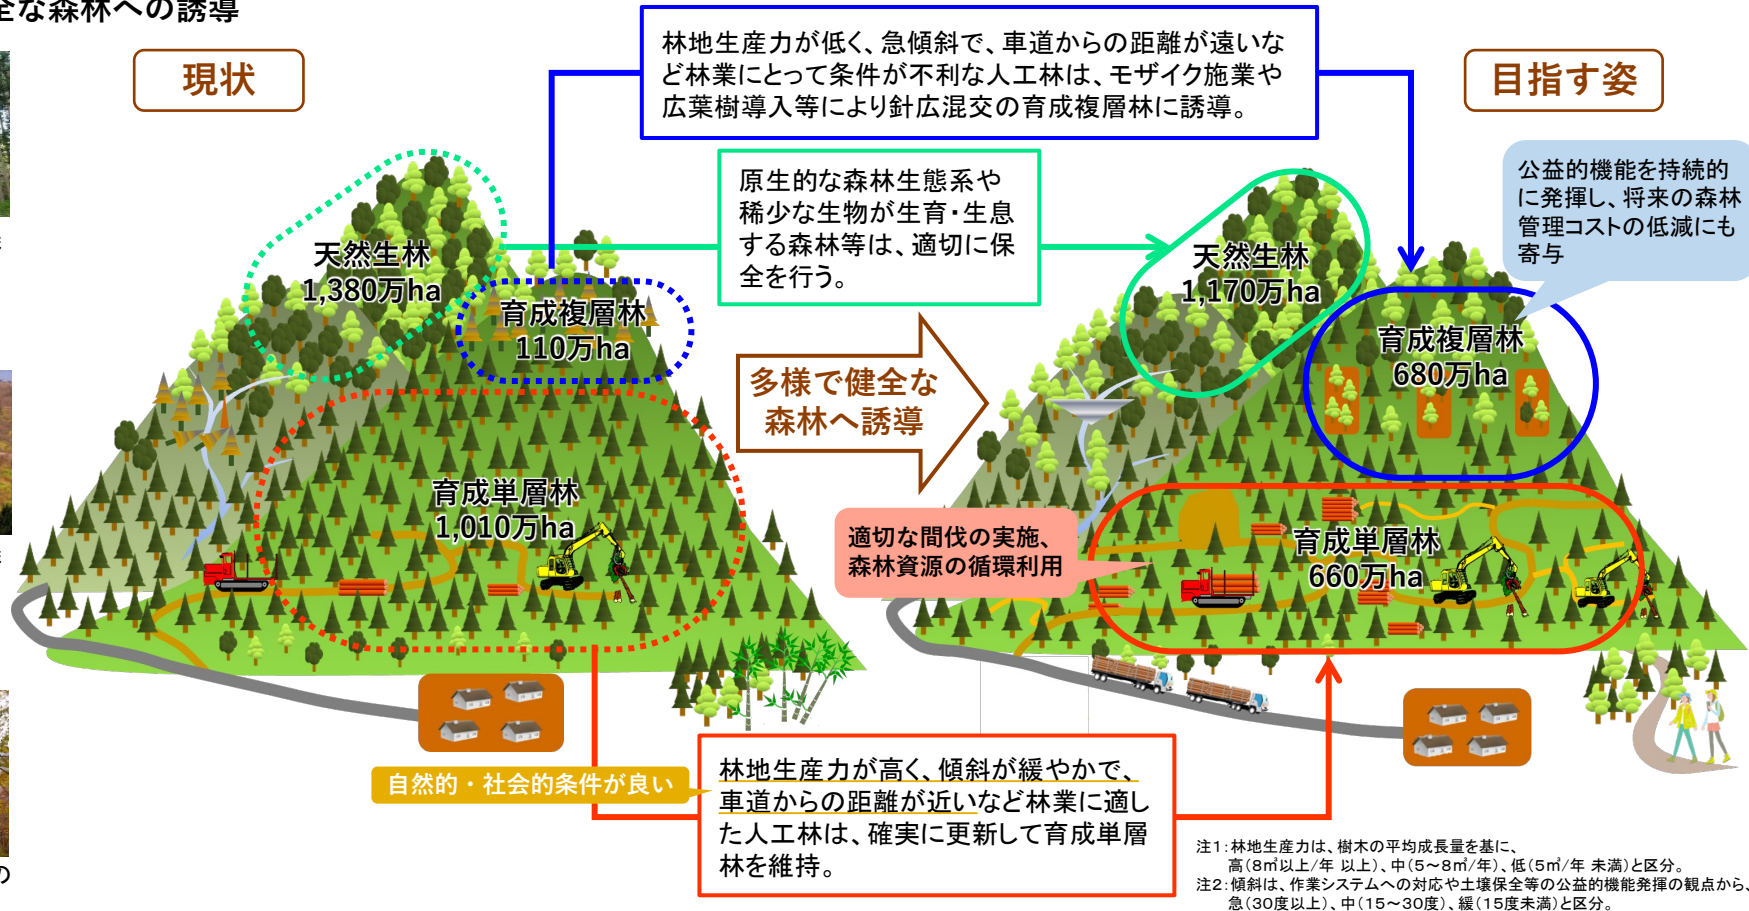 全な森林への誘導
現状
林地生産力が低く、急傾斜で、車道からの距離が遠いな
ど林業にとって条件が不利な人工林は、モザイク施業や
広葉樹導入等により針広混交の育成複層林に誘導。
目指す姿
原生的な森林生態系や
稀少な生物が生育・生息
する森林等は、適切に保
全を行う。
公益的機能を持続的
に発揮し、将来の森林
管理コストの低減にも
寄与
天然生林
1,380万ha
育成複層林
110万ha
育成単層林
1,010万ha
多様で健全な
森林へ誘導
天然生林
1,170万ha
育成複層林
680万ha
適切な間伐の実施、
森林資源の循環利用
育成単層林
660万ha
自然的・社会的条件が良い
林地生産力が高く、傾斜が緩やかで、
車道からの距離が近いなど林業に適し
た人工林は、確実に更新して育成単層
林を維持。
の
注1：林地生産力は、樹木の平均成長量を基に、
高（8㎥以上/年 以上）、中（5～8㎥/年）、低（5㎥/年 未満）と区分。
注2：傾斜は、作業システムへの対応や土壌保全等の公益的機能発揮の観点から、
急（30度以上）、中（15～30度）、緩（15度未満）と区分。